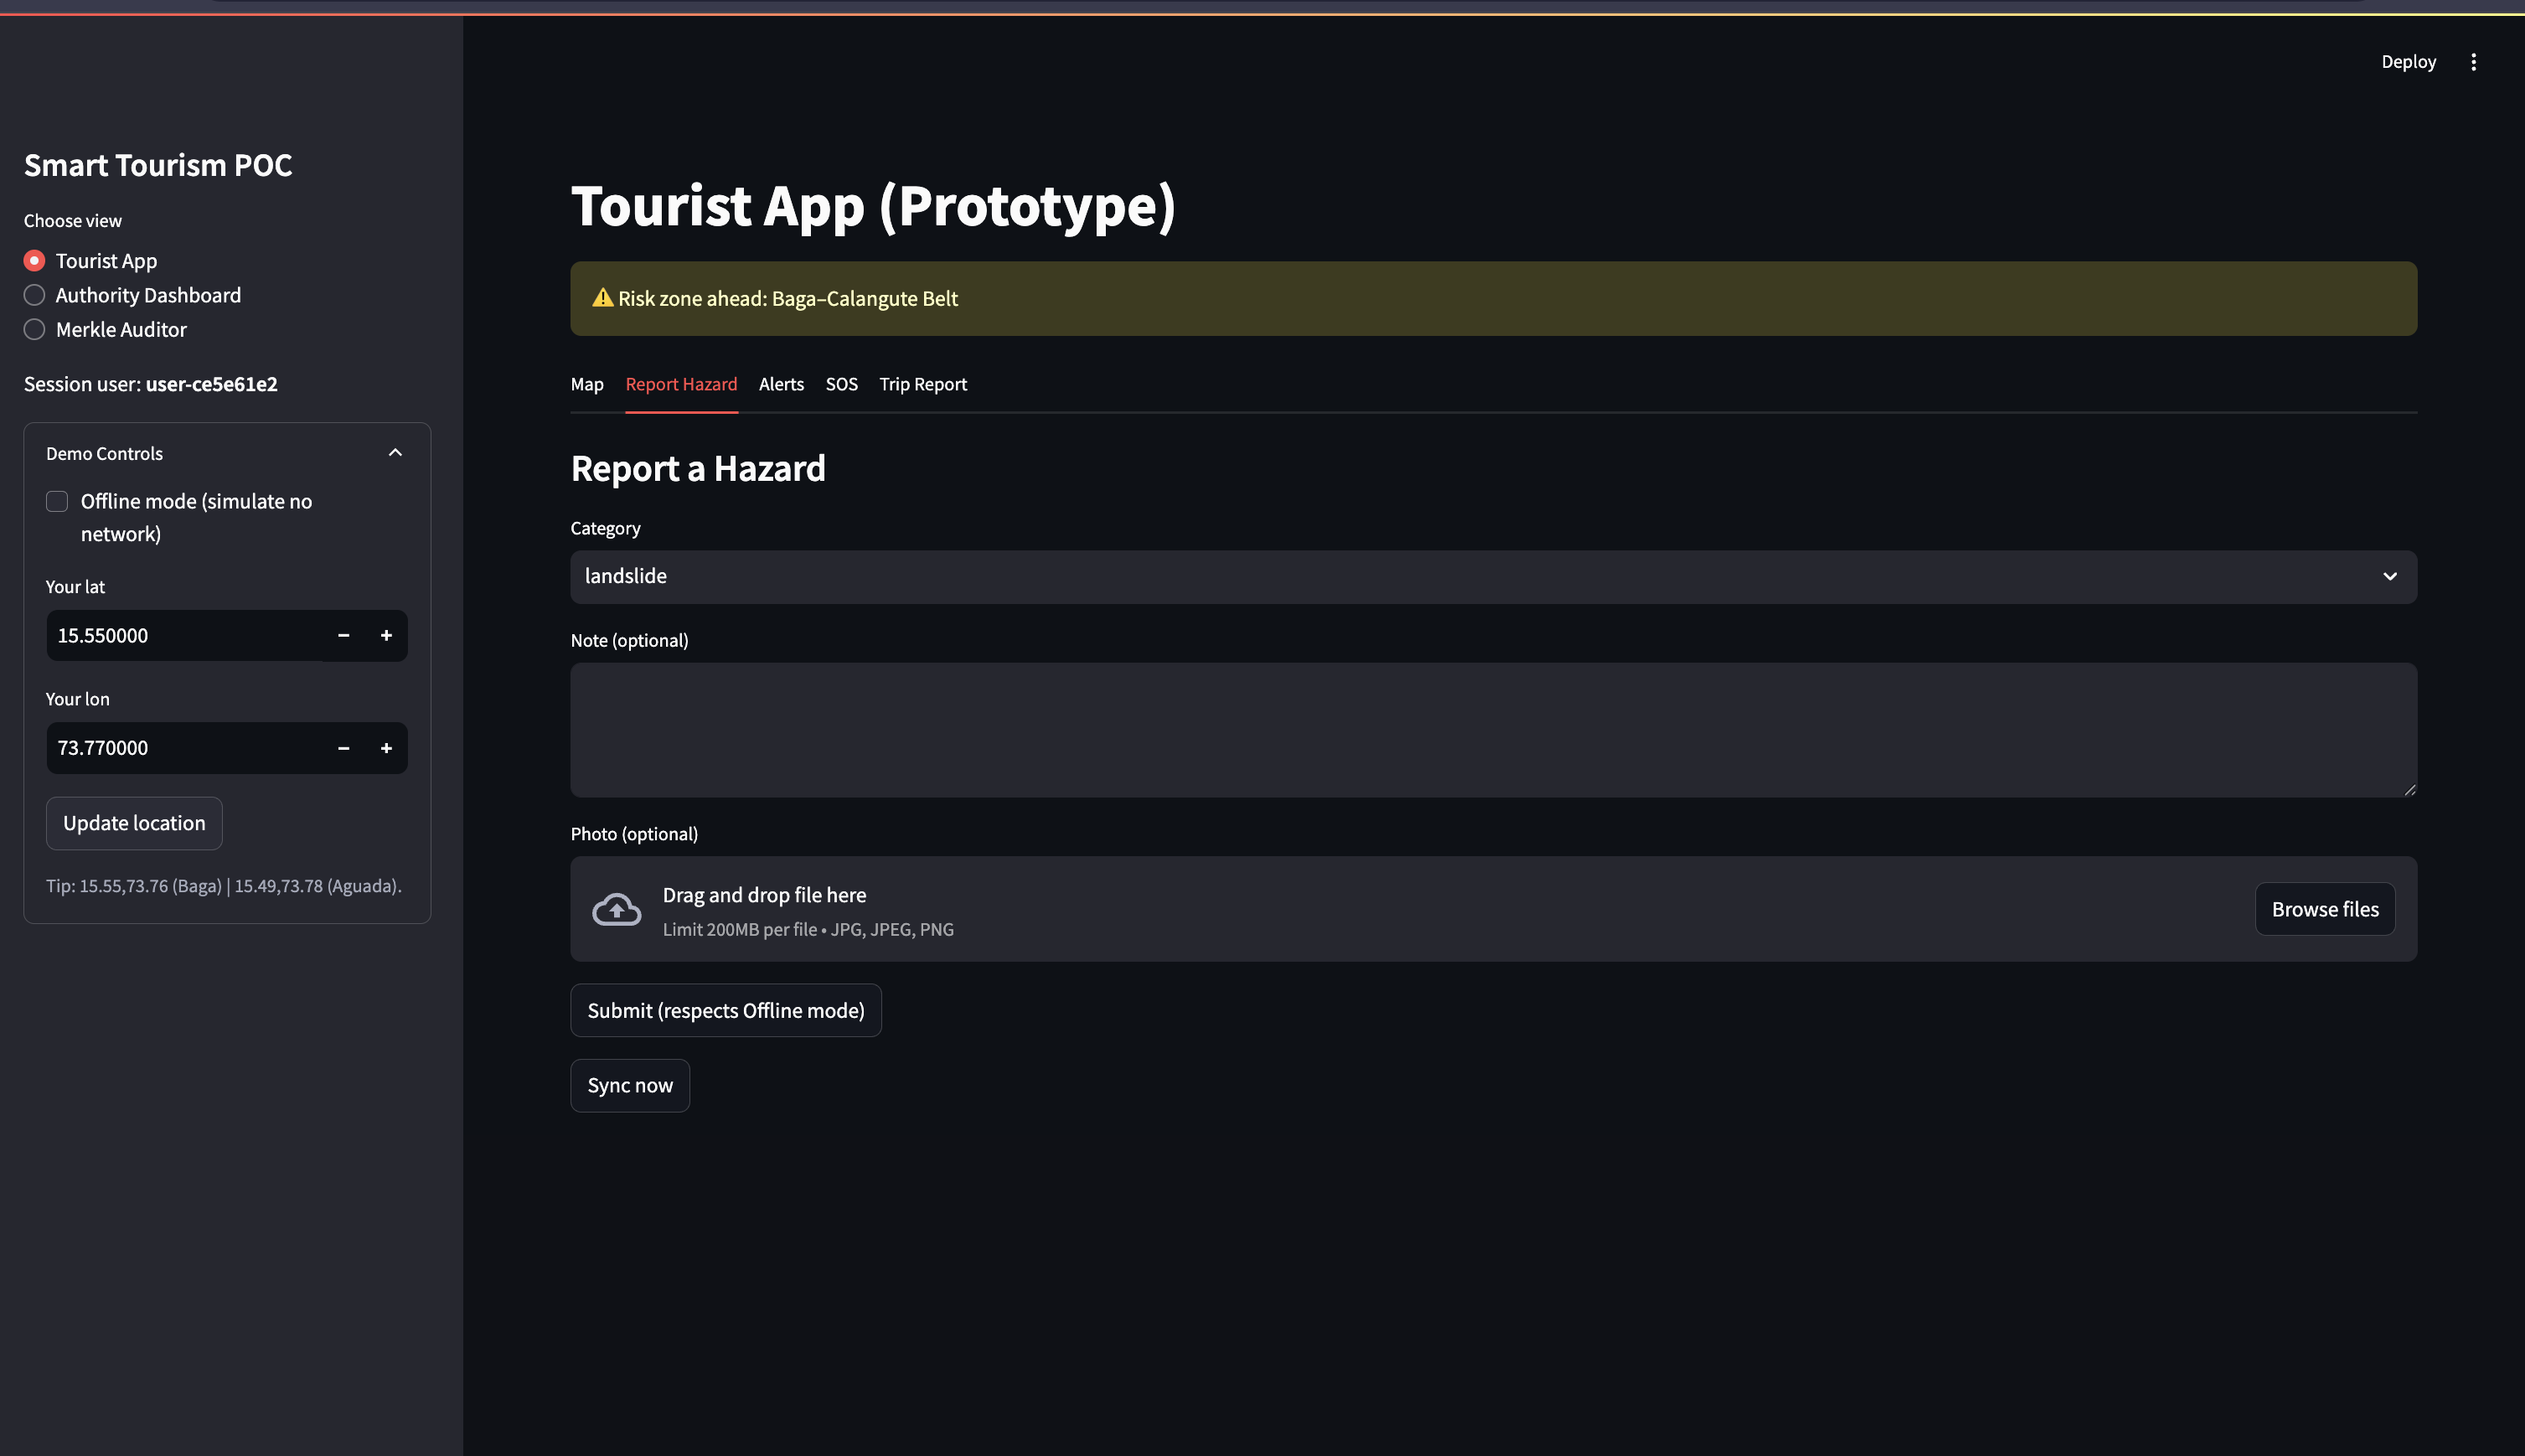 Deploy
Smart Tourism POC
Choose view
Tourist App
Authority Dashboard
Merkle Auditor
Session user: user-ce5e61e2
Demo Controls
Offline mode (simulate no
network)
Your lat
15.550000
Your lon
73.770000
Update location
Tip: 15.55,73.76 (Baga) | 15.49,73.78 (Aguada).
Tourist App (Prototype)
Risk zone ahead: Baga–Calangute Belt
Map Report Hazard Alerts SOS Trip Report
Report a Hazard
Category
landslide
Note (optional)
Photo (optional)
Drag and drop file here
Limit 200MB per file • JPG, JPEG, PNG
Browse files
Submit (respects Offline mode)
Sync now